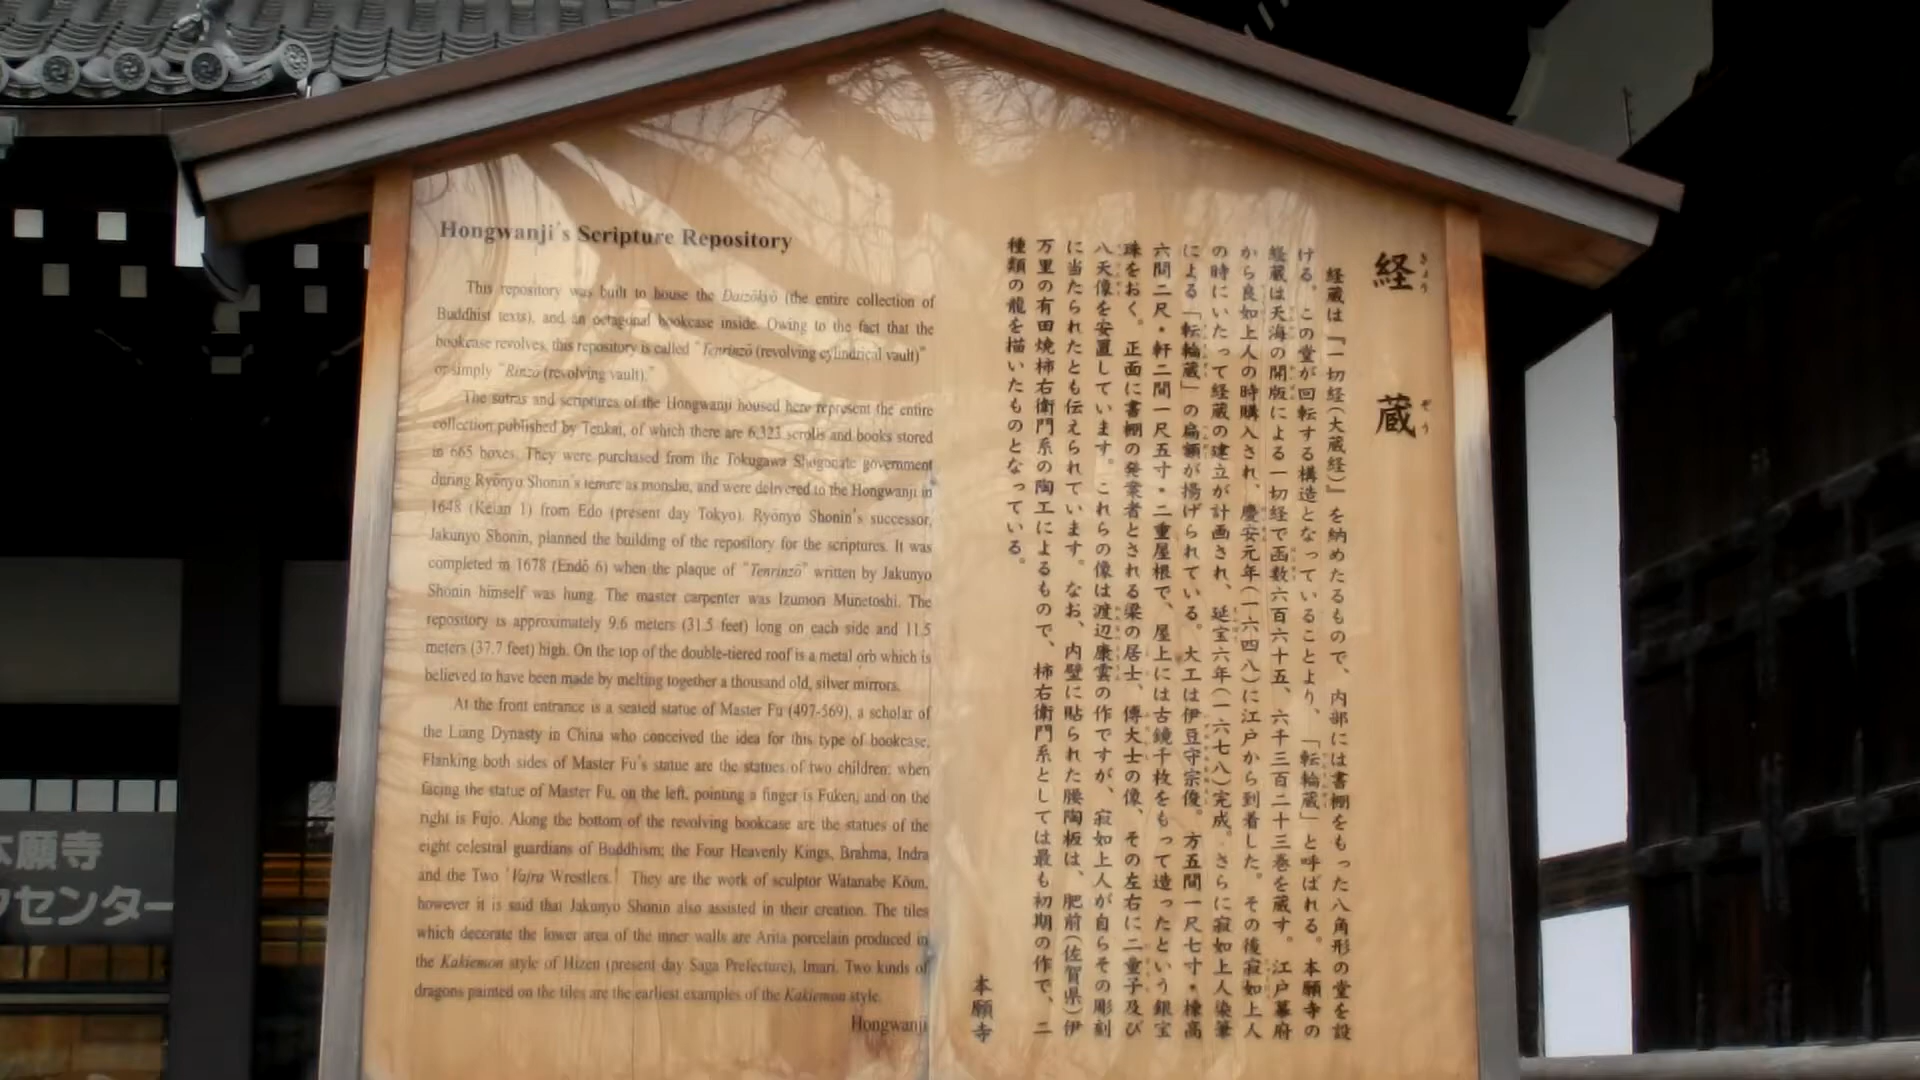 Hongwanji's Scripture Repository
This repository was built to house the Daizōkyō (the entire collection of
Buddhist texts), and an octagonal bookcase inside. Owing to the fact that the
bookcase revolves, this repository is called "Tenrinzō (revolving cylindrical vault)"
or simply "Rinzō (revolving vault)."
The sutras and scriptures of the Hongwanji housed here represent the entire
collection published by Tenkai, of which there are 6,323 scrolls and books stored
in 665 boxes. They were purchased from the Tokugawa Shogunate government
during Ryōnyo Shonin's tenure as monshu, and were delivered to the Hongwanji in
1648 (Keian 1) from Edo (present day Tokyo). Ryōnyo Shonin's successor,
Jakunyo Shonin, planned the building of the repository for the scriptures. It was
completed in 1678 (Endō 6) when the plaque of "Tenrinzō" written by Jakunyo
Shonin himself was hung. The master carpenter was Izumori Munetoshi. The
repository is approximately 9.6 meters (31.5 feet) long on each side and 11.5
meters (37.7 feet) high. On the top of the double-tiered roof is a metal orb which is
believed to have been made by melting together a thousand old, silver mirrors.
At the front entrance is a seated statue of Master Fu (497-569), a scholar of
the Liang Dynasty in China who conceived the idea for this type of bookcase.
Flanking both sides of Master Fu's statue are the statues of two children: when
facing the statue of Master Fu, on the left, pointing a finger is Fuken; and on the
right is Fujo. Along the bottom of the revolving bookcase are the statues of the
eight celestial guardians of Buddhism; the Four Heavenly Kings, Brahma, Indra
and the Two 'Vajra Wrestlers.' They are the work of sculptor Watanabe Kōun,
however it is said that Jakunyo Shonin also assisted in their creation. The tiles
which decorate the lower area of the inner walls are Arita porcelain produced in
the Kakiemon style of Hizen (present day Saga Prefecture), Imari. Two kinds of
dragons painted on the tiles are the earliest examples of the Kakiemon style.
Hongwanji
経蔵
きょうぞう
経蔵は『一切経(大蔵経)』を納めたるもので、内部には書棚をもった八角形の堂を設
ける。この堂が回転する構造となっていることより、「転輪蔵」と呼ばれる。本願寺の
経蔵は天海の開版による一切経で函数六百六十五、六千三百二十三巻を蔵す。江戸幕府
から良如上人の時購入され、慶安元年(一六四八)に江戸から到着した。その後寂如上人
の時にいたって経蔵の建立が計画され、延宝六年(一六七八)完成。さらに寂如上人染筆
による「転輪蔵」の扁額が揚げられている。大工は伊豆守宗俊。方五間一尺七寸・棟高
六間二尺・軒二間一尺五寸・二重屋根で、屋上には古鏡千枚をもって造ったという銀宝
珠をおく。正面に書棚の発案者とされる梁の居士、傅大士の像、その左右に二童子及び
八天像を安置しています。これらの像は渡辺康雲の作ですが、寂如上人が自らその彫刻
に当たられたとも伝えられています。なお、内壁に貼られた腰陶板は、肥前(佐賀県)伊
万里の有田焼柿右衛門系の陶工によるもので、柿右衛門系としては最も初期の作で、二
種類の龍を描いたものとなっている。
本願寺
本願寺
センター